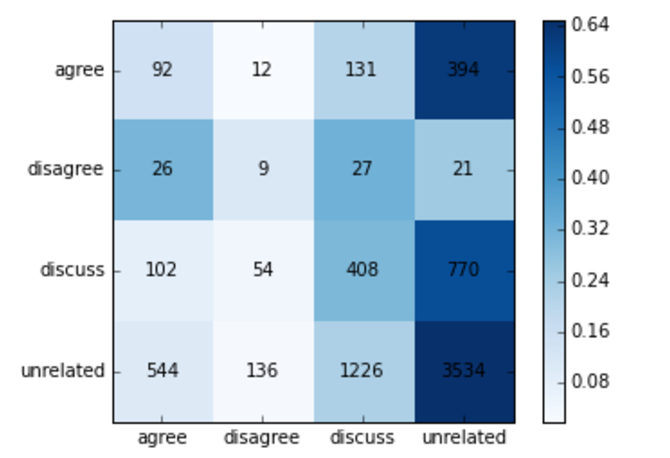 0.64
agree 92 12 131 394
0.56
0.48
disagree 26 9 27 21
0.40
0.32
discuss 102 54 408 770
0.24
0.16
unrelated 544 136 1226 3534
0.08
agree disagree discuss unrelated